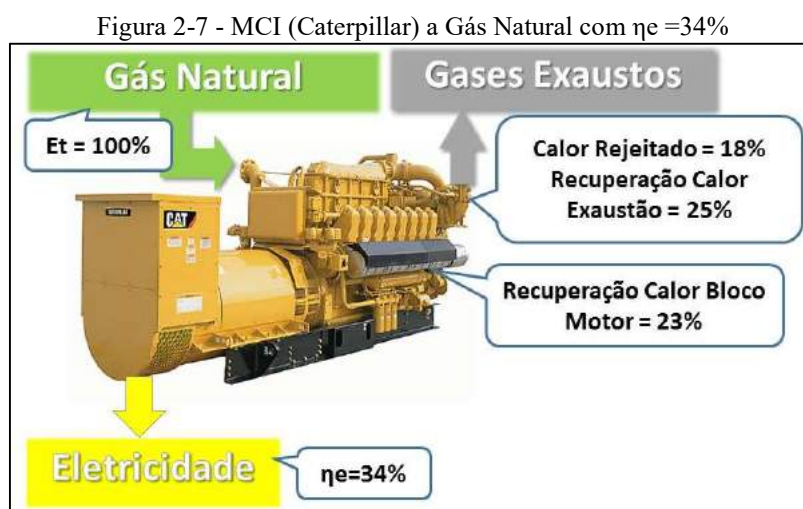 Figura 2-7 - MCI (Caterpillar) a Gás Natural com ηe =34%
Gás Natural
Gases Exaustos
Et = 100%
Calor Rejeitado = 18%
Recuperação Calor
Exaustão = 25%
CAT
Recuperação Calor Bloco
Motor = 23%
Eletricidade
ηe=34%